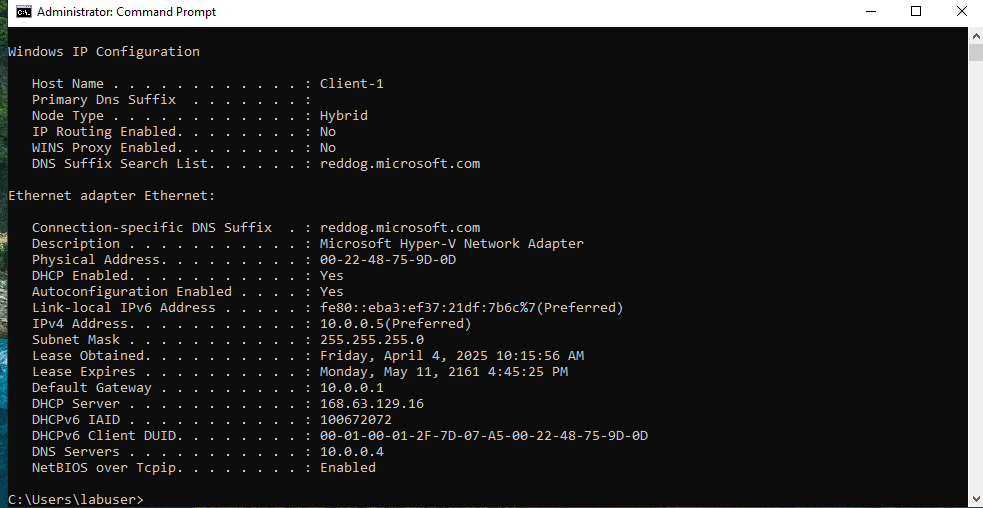 Administrator: Command Prompt
Windows IP Configuration
Host Name . . . . . . . . . . . . : Client-1
Primary Dns Suffix  . . . . . . . :
Node Type . . . . . . . . . . . . : Hybrid
IP Routing Enabled. . . . . . . . : No
WINS Proxy Enabled. . . . . . . . : No
DNS Suffix Search List. . . . . . : reddog.microsoft.com
Ethernet adapter Ethernet:
Connection-specific DNS Suffix  . : reddog.microsoft.com
Description . . . . . . . . . . . : Microsoft Hyper-V Network Adapter
Physical Address. . . . . . . . . : 00-22-48-75-9D-0D
DHCP Enabled. . . . . . . . . . . : Yes
Autoconfiguration Enabled . . . . : Yes
Link-local IPv6 Address . . . . . : fe80::eba3:ef37:21df:7b6c%7(Preferred)
IPv4 Address. . . . . . . . . . . : 10.0.0.5(Preferred)
Subnet Mask . . . . . . . . . . . : 255.255.255.0
Lease Obtained. . . . . . . . . . : Friday, April 4, 2025 10:15:56 AM
Lease Expires . . . . . . . . . . : Monday, May 11, 2161 4:45:25 PM
Default Gateway . . . . . . . . . : 10.0.0.1
DHCP Server . . . . . . . . . . . : 168.63.129.16
DHCPv6 IAID . . . . . . . . . . . : 100672072
DHCPv6 Client DUID. . . . . . . . : 00-01-00-01-2F-7D-07-A5-00-22-48-75-9D-0D
DNS Servers . . . . . . . . . . . : 10.0.0.4
NetBIOS over Tcpip. . . . . . . . : Enabled
C:\Users\labuser>